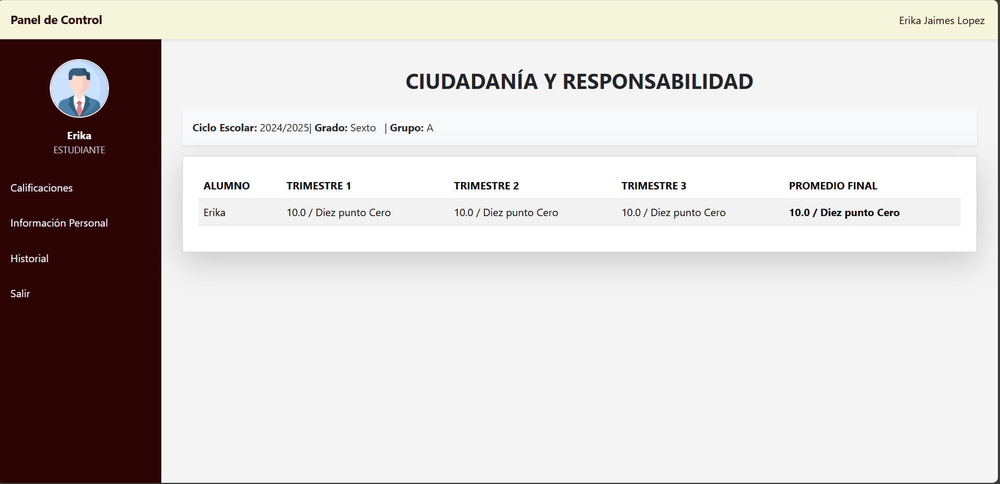 Panel de Control
Erika Jaimes Lopez
Erika
ESTUDIANTE
Calificaciones
Información Personal
Historial
Salir
CIUDADANÍA Y RESPONSABILIDAD
Ciclo Escolar: 2024/2025| Grado: Sexto | Grupo: A
ALUMNO TRIMESTRE 1 TRIMESTRE 2 TRIMESTRE 3 PROMEDIO FINAL
Erika 10.0 / Diez punto Cero 10.0 / Diez punto Cero 10.0 / Diez punto Cero 10.0 / Diez punto Cero